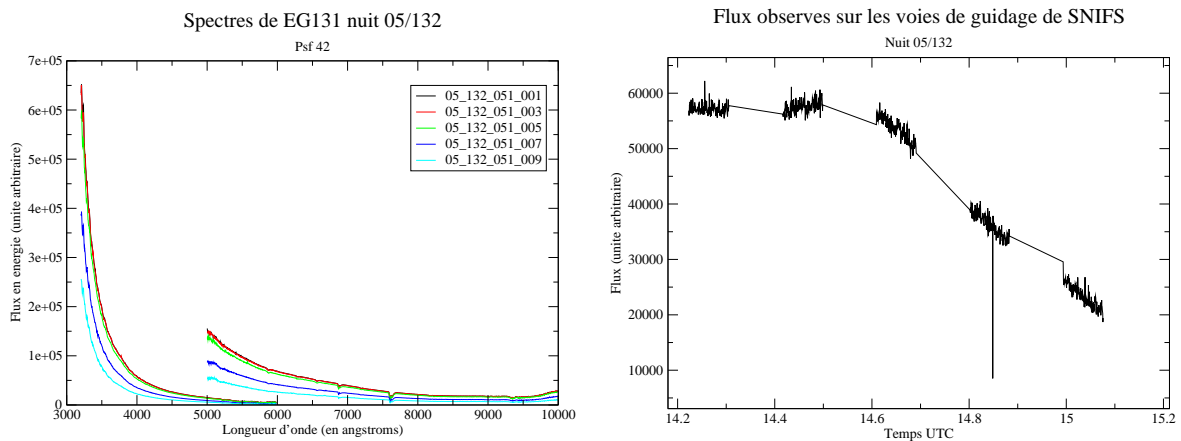 Spectres de EG131 nuit 05/132
Psf 42
7e+05
6e+05
5e+05
4e+05
3e+05
2e+05
1e+05
0
Flux en energie (unite arbitraire)
05_132_051_001
05_132_051_003
05_132_051_005
05_132_051_007
05_132_051_009
3000 4000 5000 6000 7000 8000 9000 10000
Longueur d'onde (en angstroms)
Flux observes sur les voies de guidage de SNIFS
Nuit 05/132
60000
50000
40000
30000
20000
10000
Flux (unite arbitraire)
14.2 14.4 14.6 14.8 15 15.2
Temps UTC